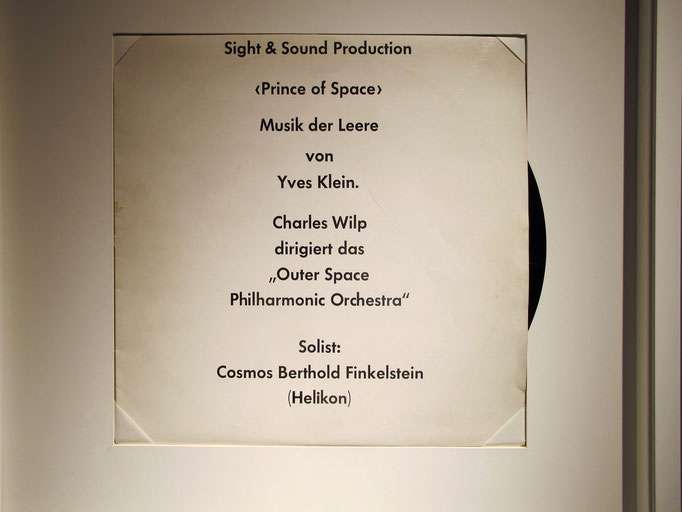 Sight & Sound Production
‹Prince of Space›
Musik der Leere
von
Yves Klein.
Charles Wilp
dirigiert das
„Outer Space
Philharmonic Orchestra“
Solist:
Cosmos Berthold Finkelstein
(Helikon)